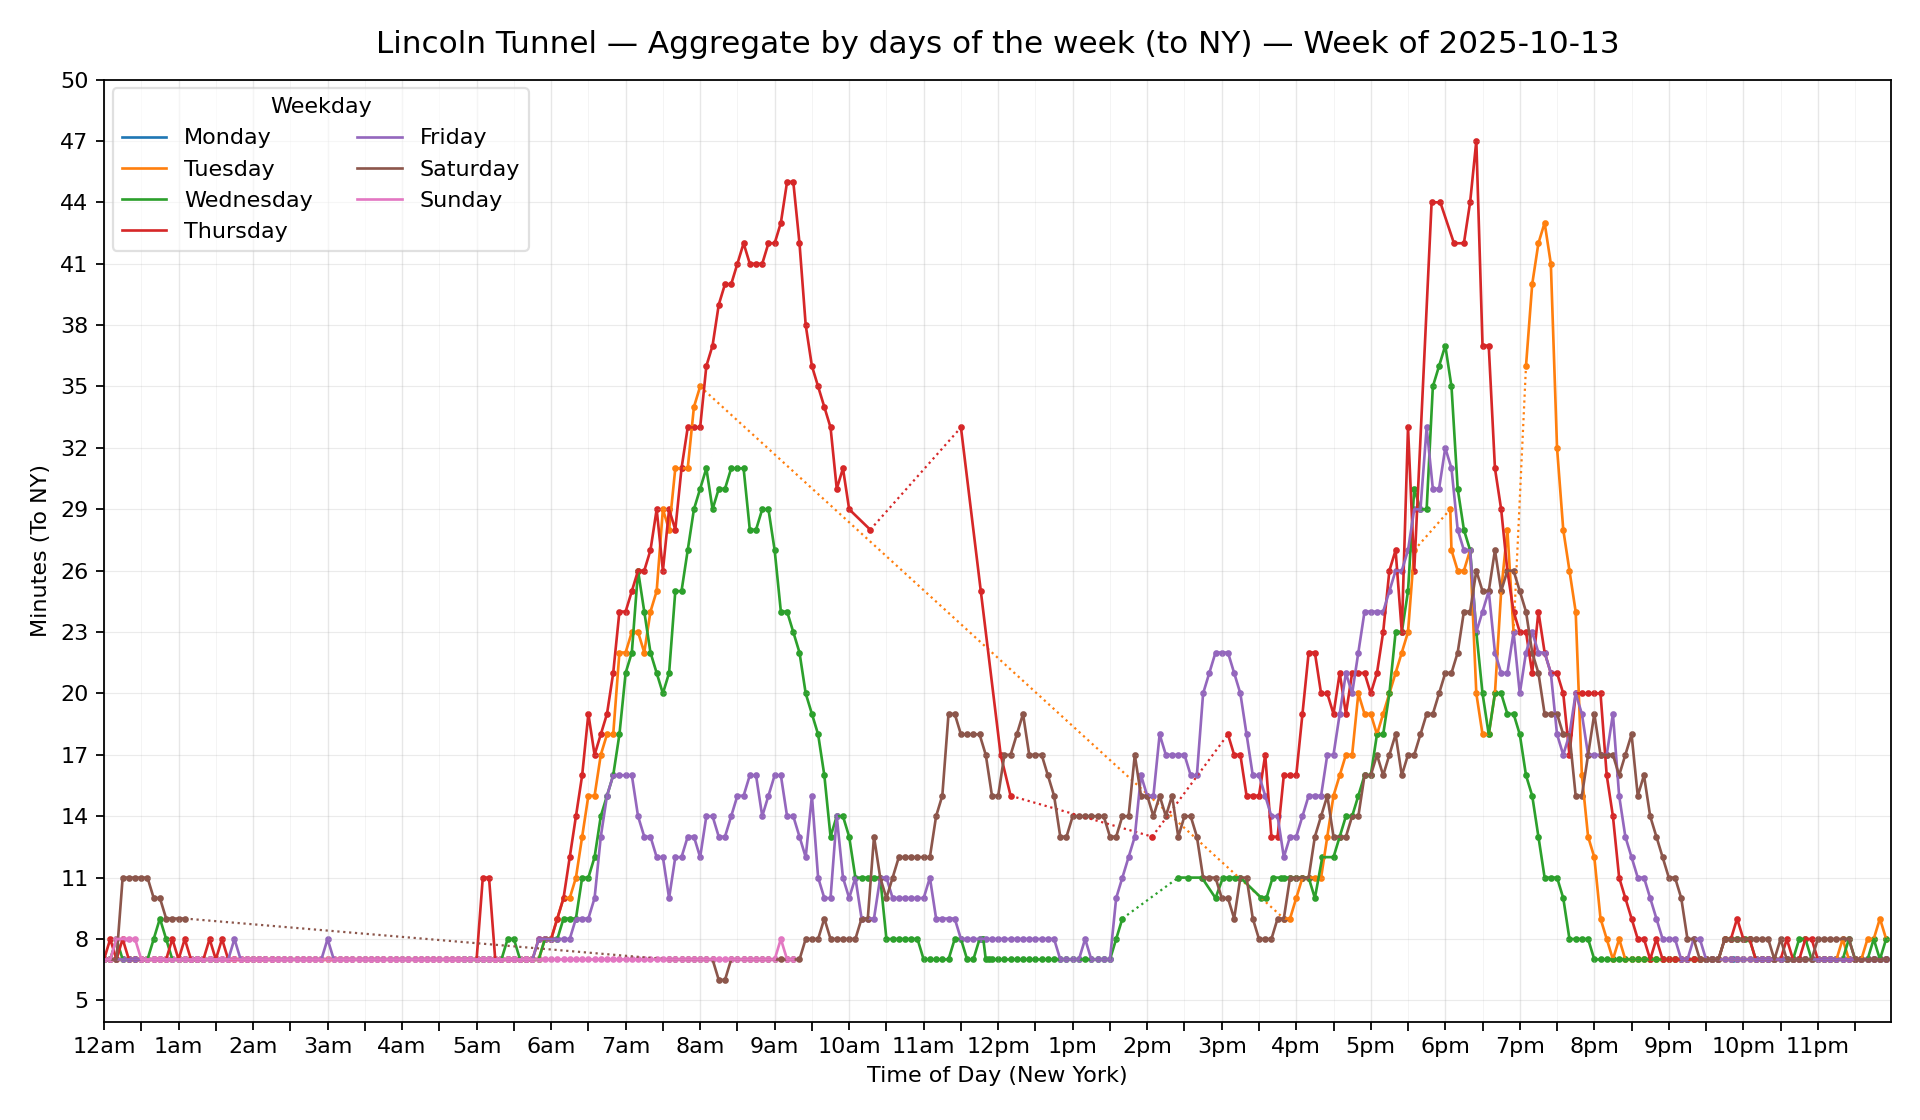 Lincoln Tunnel — Aggregate by days of the week (to NY) — Week of 2025-10-13
Weekday
Monday
Tuesday
Wednesday
Thursday
Friday
Saturday
Sunday
Minutes (To NY)
50
47
44
41
38
35
32
29
26
23
20
17
14
11
8
5
12am 1am 2am 3am 4am 5am 6am 7am 8am 9am 10am 11am 12pm 1pm 2pm 3pm 4pm 5pm 6pm 7pm 8pm 9pm 10pm 11pm
Time of Day (New York)